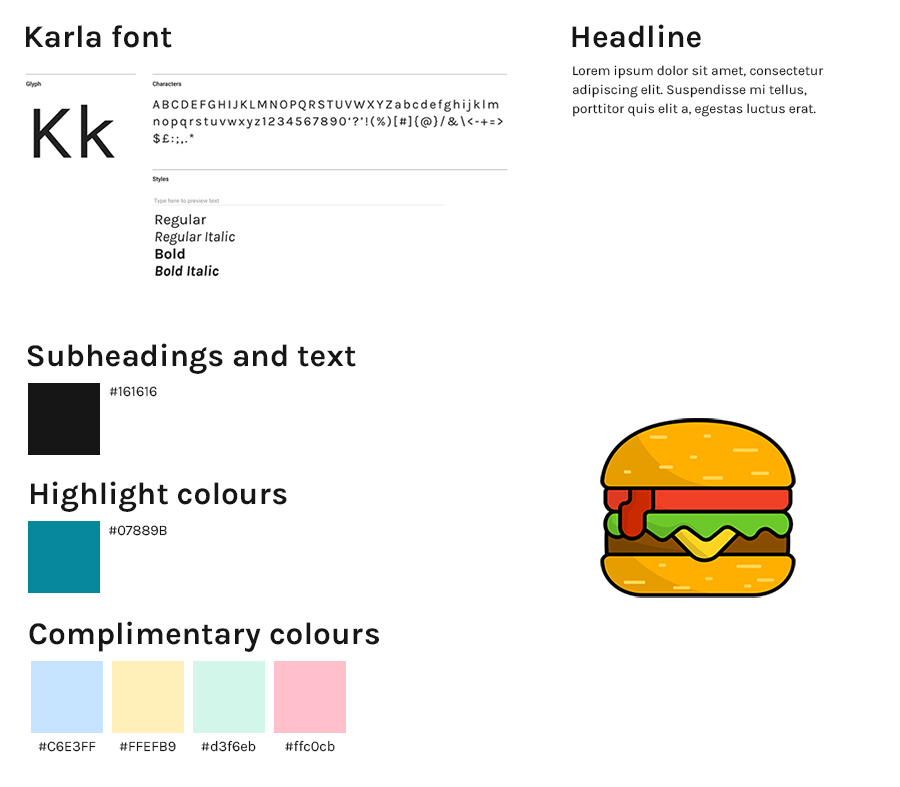 Karla font
Glyph
Kk
Characters
ABCDEFGHIJKLMNOPQRSTUVWXYZabcdefghijklm
nopqrstuvwxyz1234567890‘?’!(%)[#]{@}/&\<-+=>
$£:;,.*
Styles
Type here to preview text
Regular
Regular Italic
Bold
Bold Italic
Headline
Lorem ipsum dolor sit amet, consectetur
adipiscing elit. Suspendisse mi tellus,
porttitor quis elit a, egestas luctus erat.
Subheadings and text
#161616
Highlight colours
#07889B
Complimentary colours
#C6E3FF #FFEFB9 #d3f6eb #ffc0cb